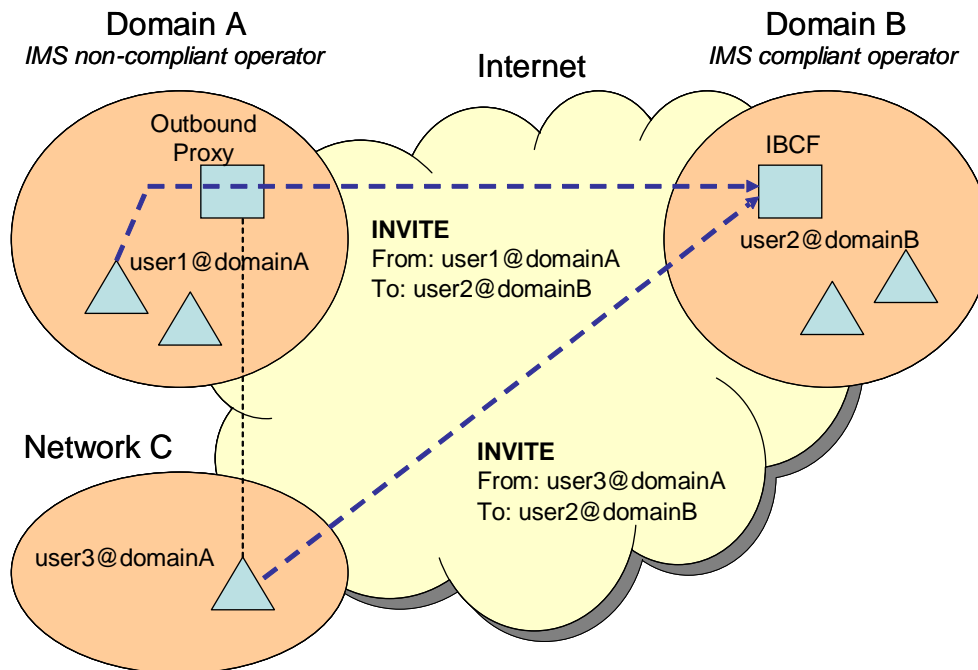 Domain A
IMS non-compliant operator
Domain B
IMS compliant operator
Internet
Outbound
Proxy
IBCF
user1@domainA
INVITE
From: user1@domainA
To: user2@domainB
user2@domainB
Network C
INVITE
From: user3@domainA
To: user2@domainB
user3@domainA